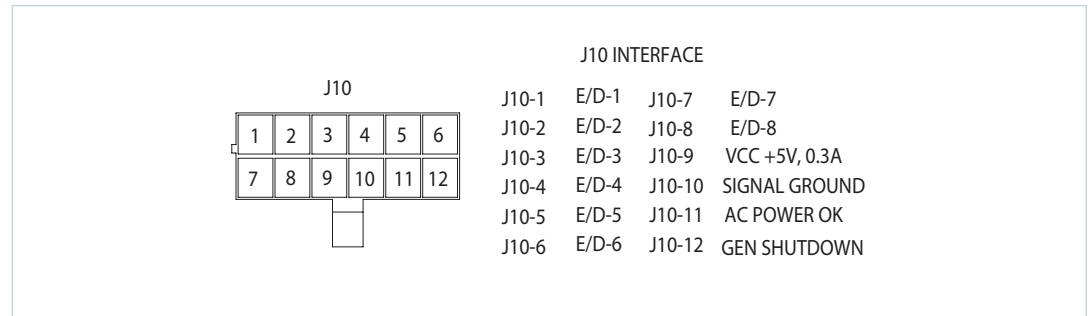 J10 INTERFACE
J10
1 2 3 4 5 6
7 8 9 10 11 12
J10-1 E/D-1 J10-7 E/D-7
J10-2 E/D-2 J10-8 E/D-8
J10-3 E/D-3 J10-9 VCC +5V, 0.3A
J10-4 E/D-4 J10-10 SIGNAL GROUND
J10-5 E/D-5 J10-11 AC POWER OK
J10-6 E/D-6 J10-12 GEN SHUTDOWN